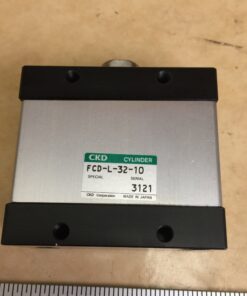 CKD CYLINDER
FCD-L-32-10
SPECIAL SERIAL
3121
CKD Corporation MADE IN JAPAN